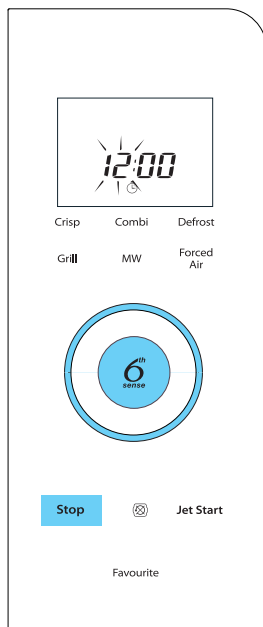 12:00
Crisp Combi Defrost
Grill MW Forced
Air
6th
sense
Stop Jet Start
Favourite